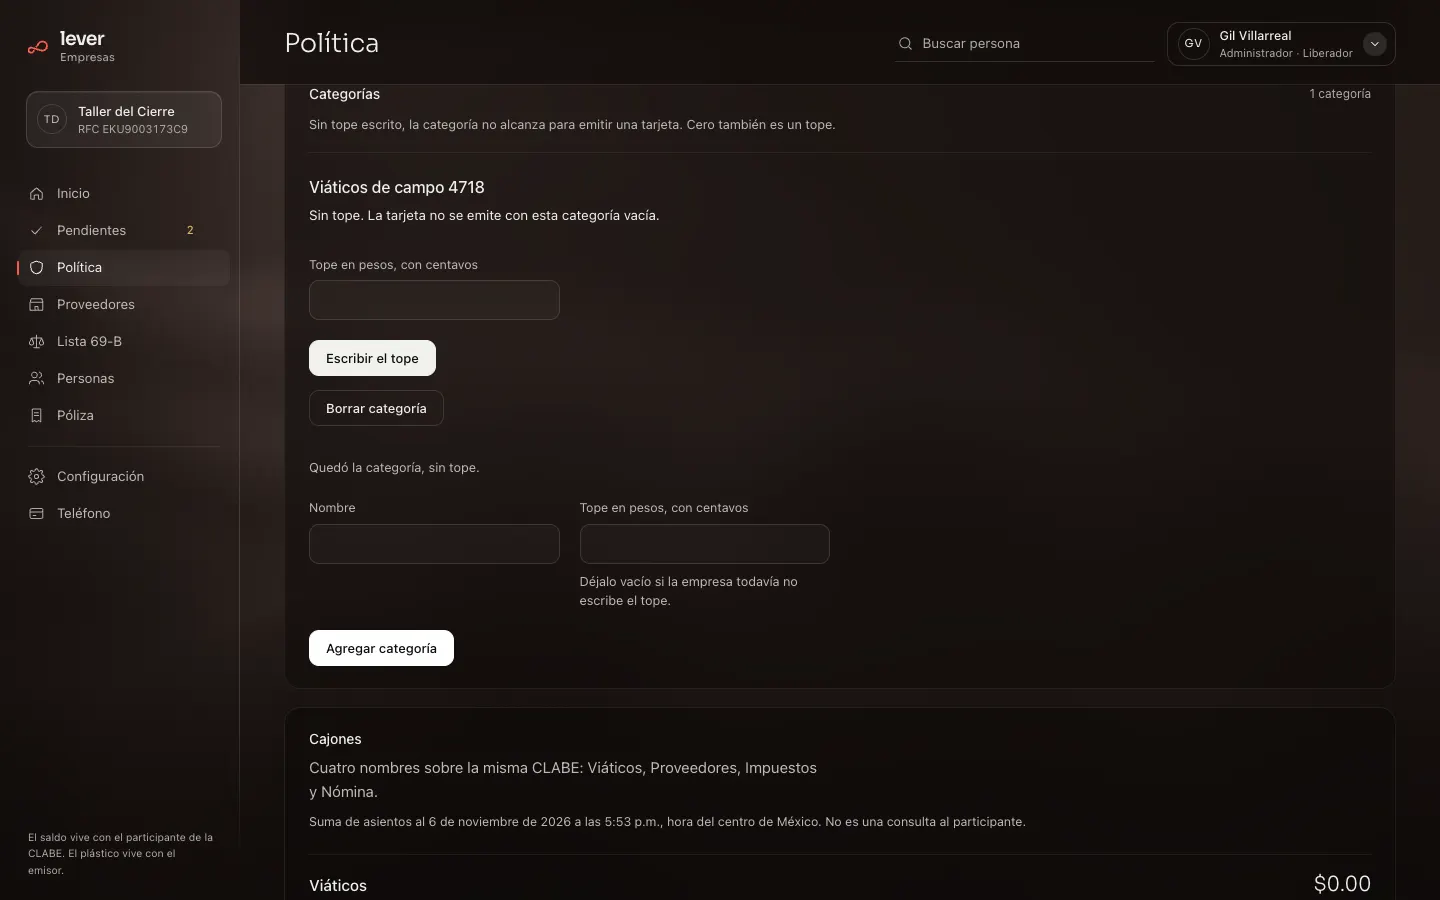 lever
Empresas
TD
Taller del Cierre
RFC EKU9003173C9
Inicio
Pendientes 2
Política
Proveedores
Lista 69-B
Personas
Póliza
Configuración
Teléfono
El saldo vive con el participante de la
CLABE. El plástico vive con el
emisor.
Política
Buscar persona
GV
Gil Villarreal
Administrador · Liberador
Categorías 1 categoría
Sin tope escrito, la categoría no alcanza para emitir una tarjeta. Cero también es un tope.
Viáticos de campo 4718
Sin tope. La tarjeta no se emite con esta categoría vacía.
Tope en pesos, con centavos
Escribir el tope
Borrar categoría
Quedó la categoría, sin tope.
Nombre Tope en pesos, con centavos
Déjalo vacío si la empresa todavía no
escribe el tope.
Agregar categoría
Cajones
Cuatro nombres sobre la misma CLABE: Viáticos, Proveedores, Impuestos
y Nómina.
Suma de asientos al 6 de noviembre de 2026 a las 5:53 p.m., hora del centro de México. No es una consulta al participante.
Viáticos $0.00